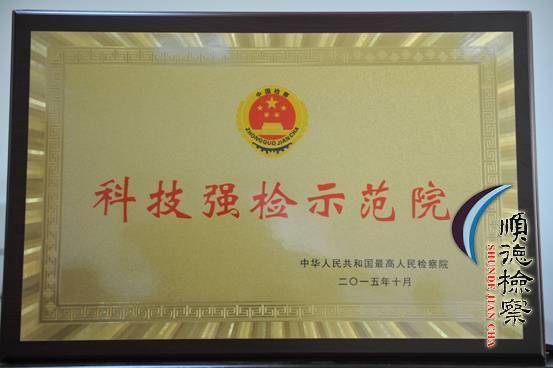 中国检察
ZHONGGUO JIANCHA
科技强检示范院
中华人民共和国最高人民检察院
二〇一五年十月
順德檢察
SHUNDE JIAN CHA